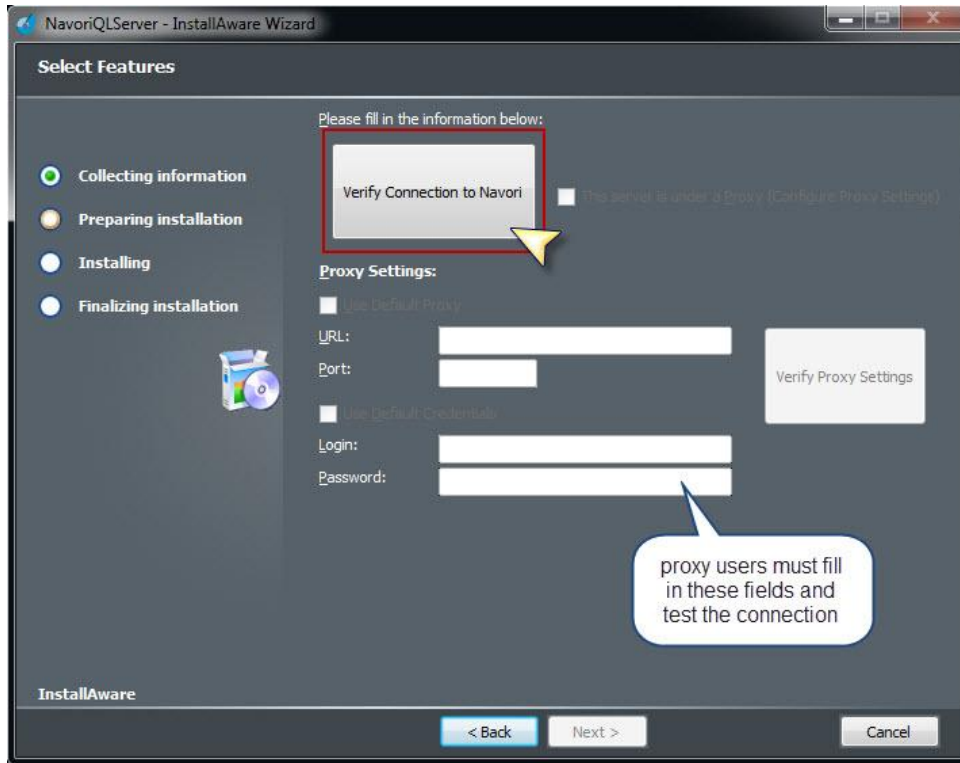 NavoriQLServer - InstallAware Wizard
Select Features
Please fill in the information below:
Collecting information
Preparing installation
Installing
Finalizing installation
Verify Connection to Navori
This server is under a Proxy (Configure Proxy Settings)
Proxy Settings:
Use Default Proxy
URL:
Port:
Verify Proxy Settings
Use Default Credentials
Login:
Password:
proxy users must fill
in these fields and
test the connection
InstallAware
< Back
Next >
Cancel